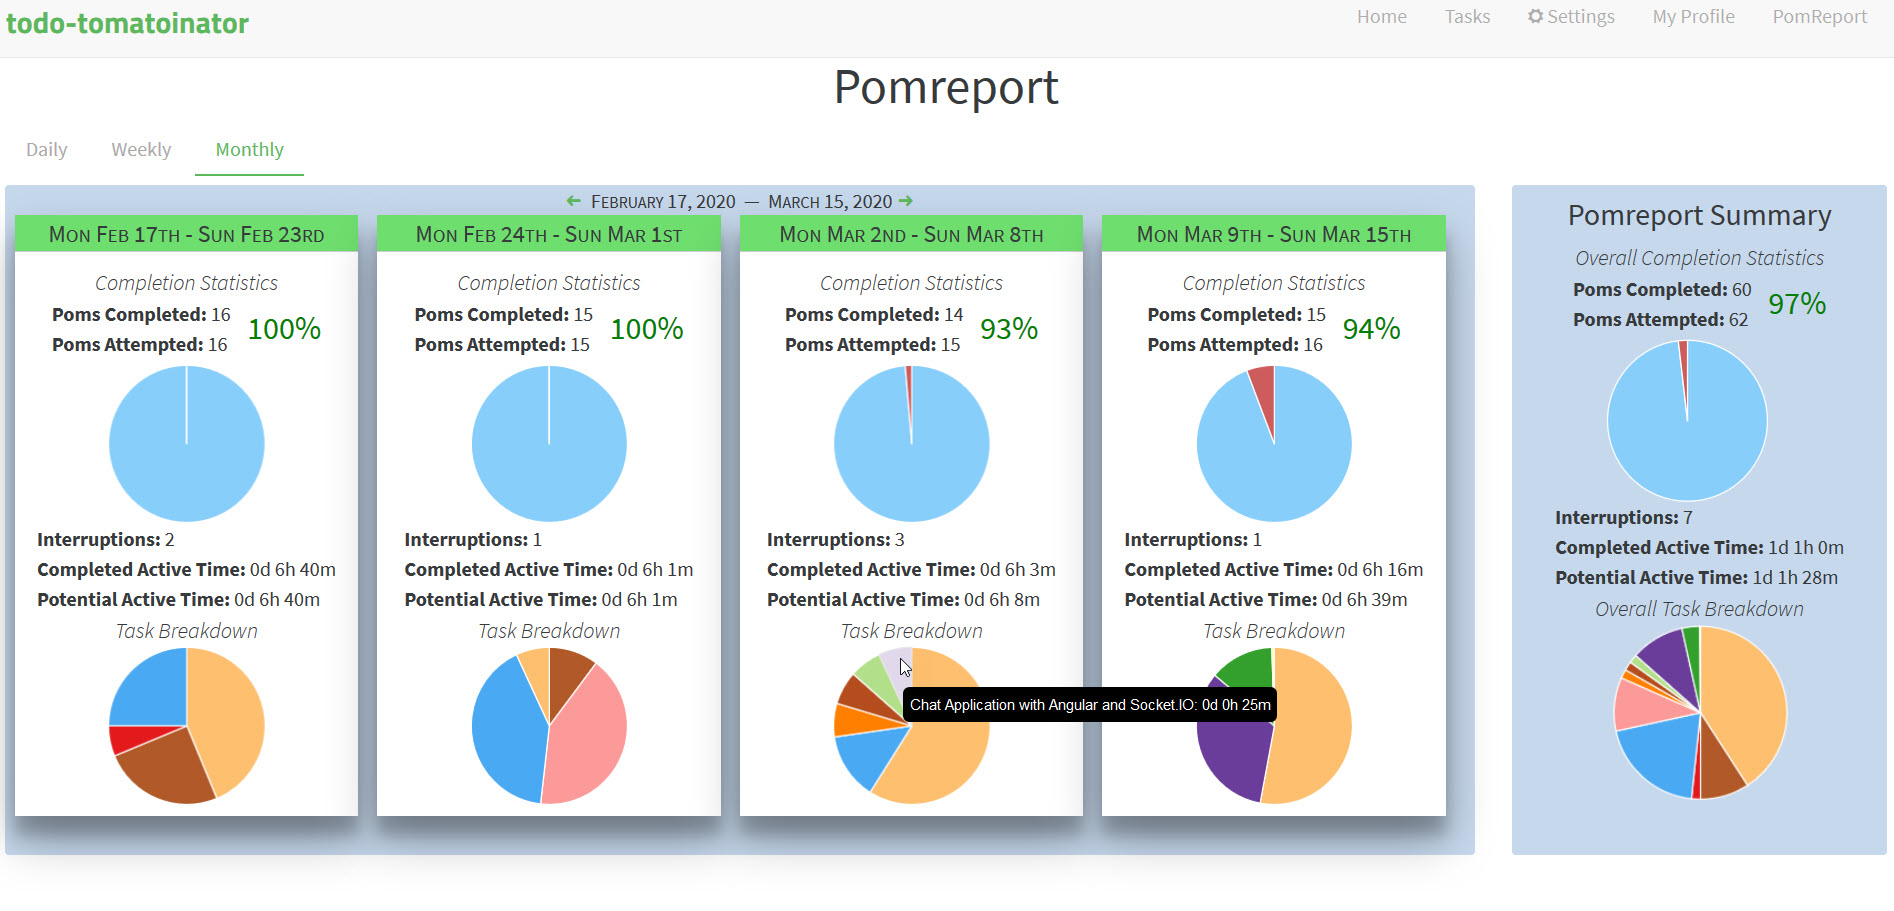 todo-tomatoinator
Home Tasks Settings My Profile PomReport
Pomreport
Daily Weekly Monthly
← February 17, 2020 — March 15, 2020 →
Mon Feb 17th - Sun Feb 23rd
Completion Statistics
Poms Completed: 16
100%
Poms Attempted: 16
Interruptions: 2
Completed Active Time: 0d 6h 40m
Potential Active Time: 0d 6h 40m
Task Breakdown
Mon Feb 24th - Sun Mar 1st
Completion Statistics
Poms Completed: 15
100%
Poms Attempted: 15
Interruptions: 1
Completed Active Time: 0d 6h 1m
Potential Active Time: 0d 6h 1m
Task Breakdown
Mon Mar 2nd - Sun Mar 8th
Completion Statistics
Poms Completed: 14
93%
Poms Attempted: 15
Interruptions: 3
Completed Active Time: 0d 6h 3m
Potential Active Time: 0d 6h 8m
Task Breakdown
Chat Application with Angular and Socket.IO: 0d 0h 25m
Mon Mar 9th - Sun Mar 15th
Completion Statistics
Poms Completed: 15
94%
Poms Attempted: 16
Interruptions: 1
Completed Active Time: 0d 6h 16m
Potential Active Time: 0d 6h 39m
Task Breakdown
Pomreport Summary
Overall Completion Statistics
Poms Completed: 60
97%
Poms Attempted: 62
Interruptions: 7
Completed Active Time: 1d 1h 0m
Potential Active Time: 1d 1h 28m
Overall Task Breakdown